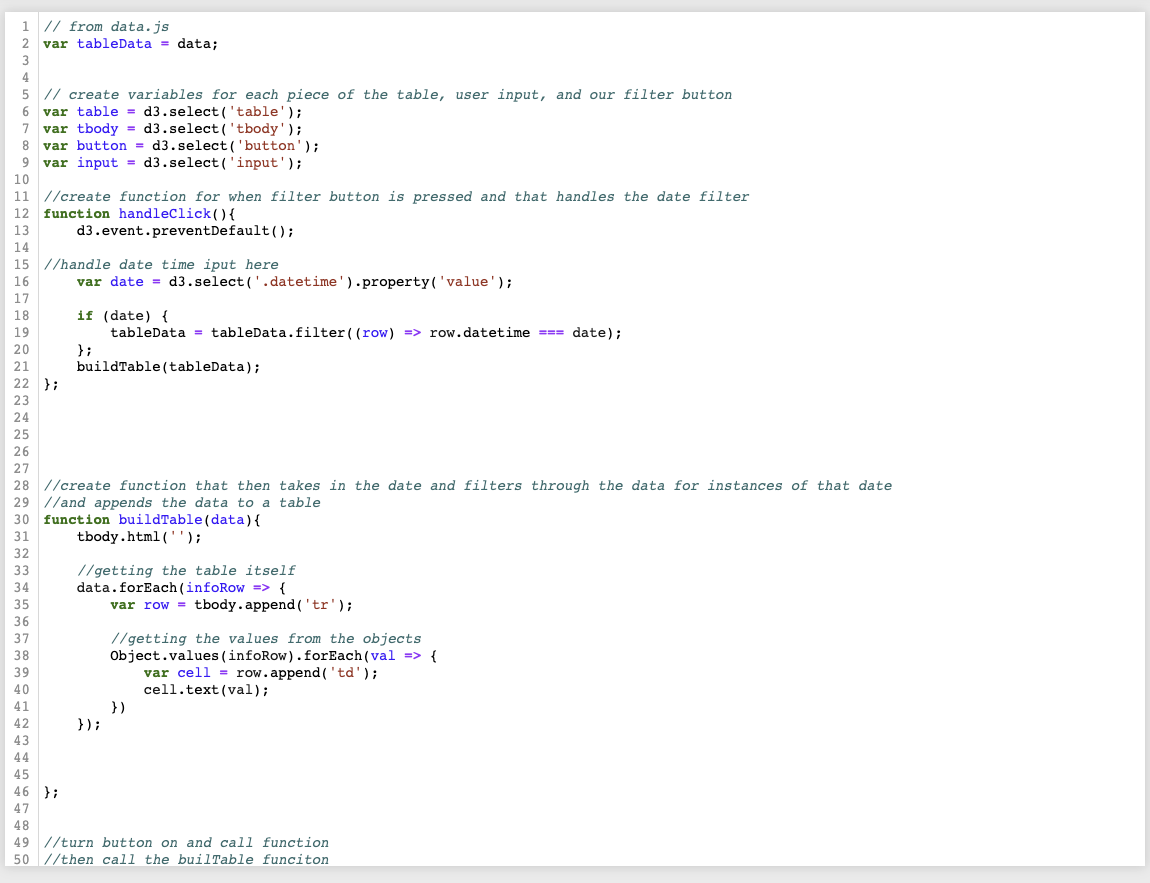 1 // from data.js
2 var tableData = data;
3
4
5 // create variables for each piece of the table, user input, and our filter button
6 var table = d3.select('table');
7 var tbody = d3.select('tbody');
8 var button = d3.select('button');
9 var input = d3.select('input');
10
11 //create function for when filter button is pressed and that handles the date filter
12 function handleClick(){
13     d3.event.preventDefault();
14
15 //handle date time iput here
16     var date = d3.select('.datetime').property('value');
17
18     if (date) {
19         tableData = tableData.filter((row) => row.datetime === date);
20     };
21     buildTable(tableData);
22 };
23
24
25
26
27
28 //create function that then takes in the date and filters through the data for instances of that date
29 //and appends the data to a table
30 function buildTable(data){
31     tbody.html('');
32
33     //getting the table itself
34     data.forEach(infoRow => {
35         var row = tbody.append('tr');
36
37         //getting the values from the objects
38         Object.values(infoRow).forEach(val => {
39             var cell = row.append('td');
40             cell.text(val);
41         })
42     });
43
44
45
46 };
47
48
49 //turn button on and call function
50 //then call the builTable funciton